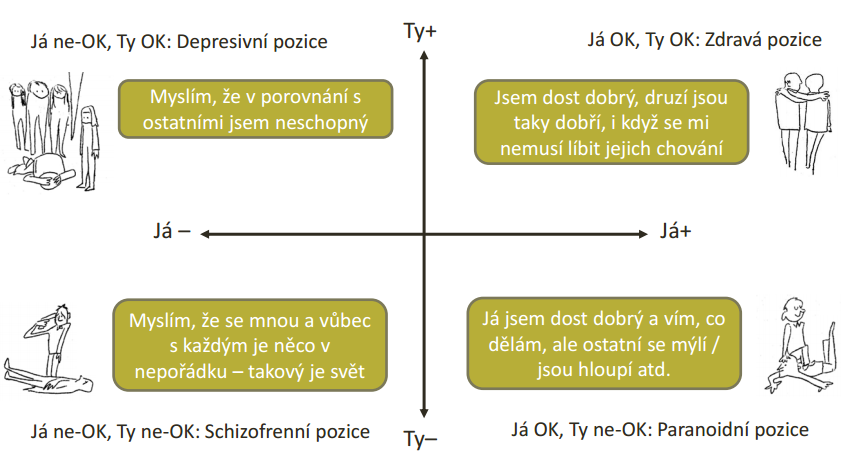 Já ne-OK, Ty OK: Depresivní pozice
Ty+
Já OK, Ty OK: Zdravá pozice
Myslím, že v porovnání s
ostatními jsem neschopný
Jsem dost dobrý, druzí jsou
taky dobří, i když se mi
nemusí líbit jejich chování
Já –
Já+
Myslím, že se mnou a vůbec
s každým je něco v
nepořádku – takový je svět
Já jsem dost dobrý a vím, co
dělám, ale ostatní se mýlí /
jsou hloupí atd.
Já ne-OK, Ty ne-OK: Schizofrenní pozice
Ty–
Já OK, Ty ne-OK: Paranoidní pozice